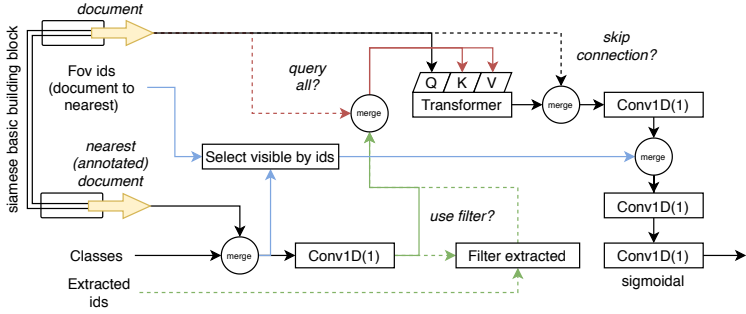 siamese basic building block
document
Fov ids
(document to
nearest)
nearest
(annotated)
document
Classes
Extracted
ids
query
all?
merge
Select visible by ids
merge
Conv1D(1)
use filter?
Filter extracted
Q K V
Transformer
skip
connection?
merge
Conv1D(1)
merge
Conv1D(1)
Conv1D(1)
sigmoidal